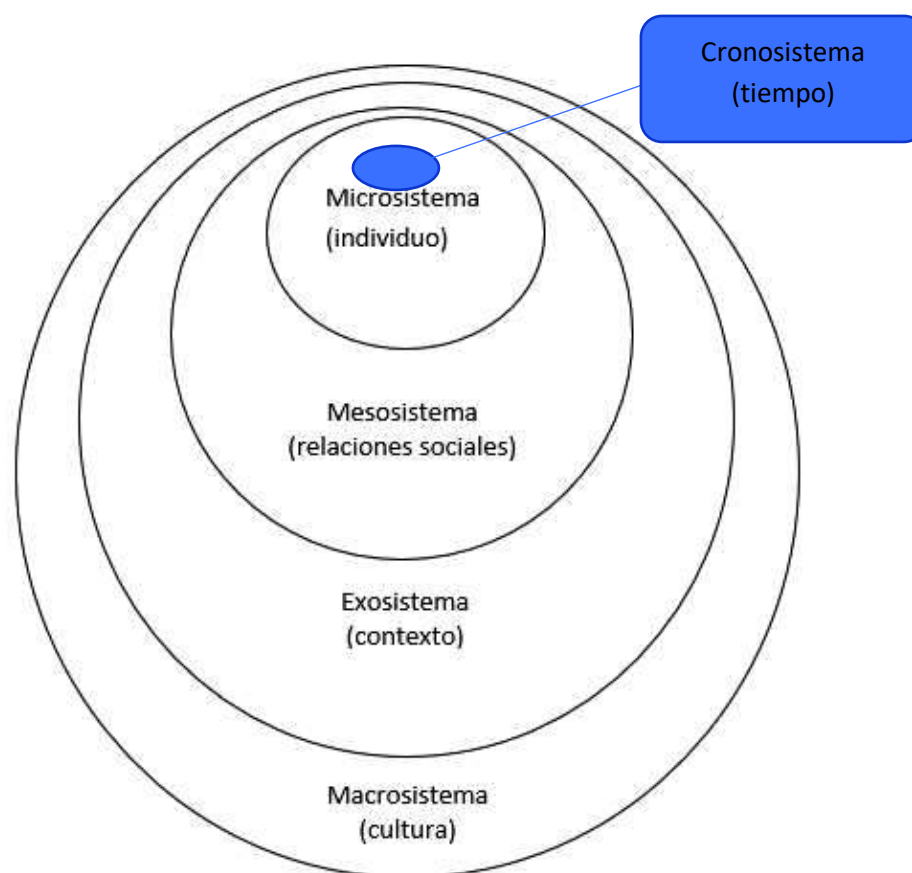 Cronosistema
(tiempo)
Microsistema
(individuo)
Mesosistema
(relaciones sociales)
Exosistema
(contexto)
Macrosistema
(cultura)